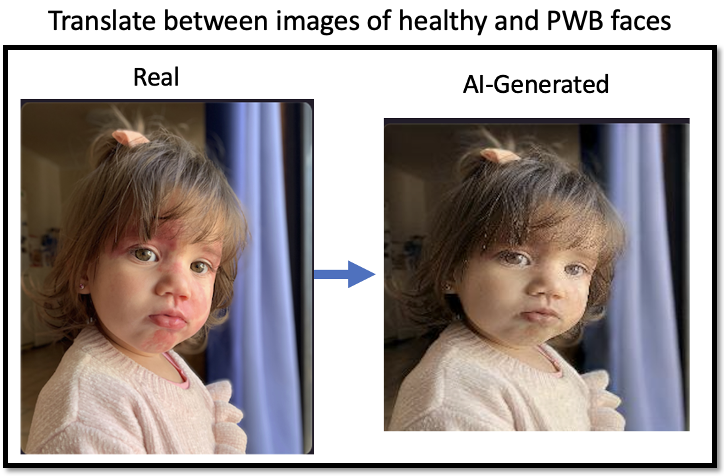 Translate between images of healthy and PWB faces
Real
AI-Generated